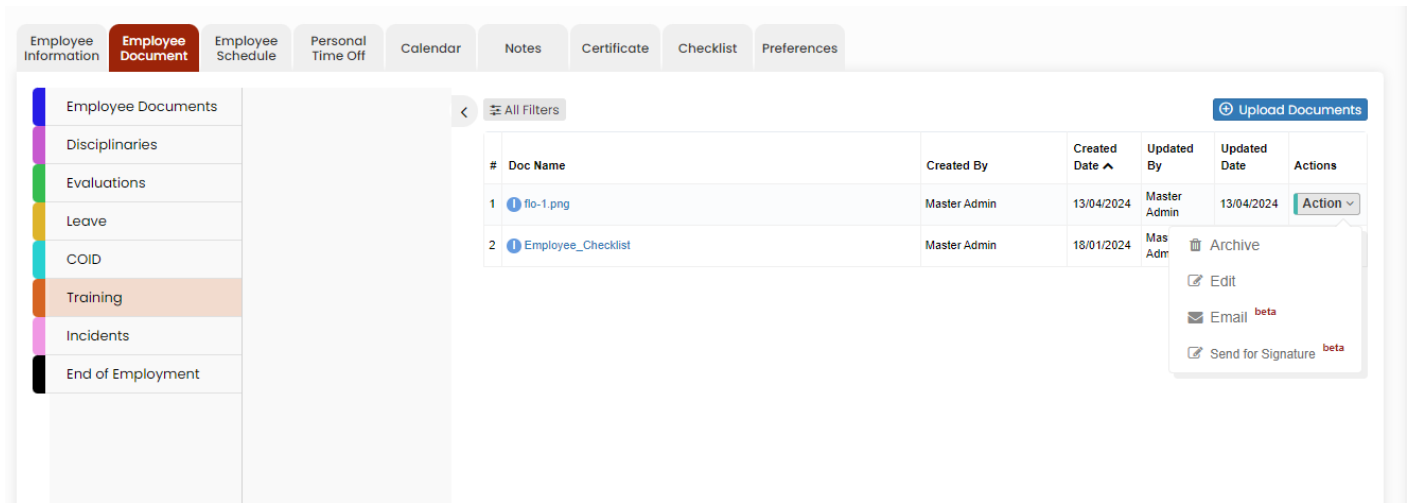 Employee Information
Employee Document
Employee Schedule
Personal Time Off
Calendar
Notes
Certificate
Checklist
Preferences
Employee Documents
Disciplinaries
Evaluations
Leave
COID
Training
Incidents
End of Employment
All Filters
Upload Documents
# Doc Name Created By Created Date Updated By Updated Date Actions
1 I flo-1.png Master Admin 13/04/2024 Master Admin 13/04/2024 Action
2 I Employee_Checklist Master Admin 18/01/2024 Mas Adm
Archive
Edit
Email beta
Send for Signature beta